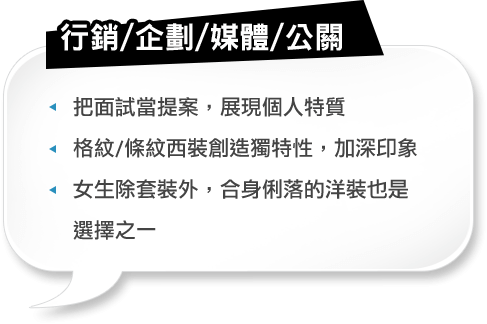 行銷/企劃/媒體/公關
把面試當提案，展現個人特質
格紋/條紋西裝創造獨特性，加深印象
女生除套裝外，合身俐落的洋裝也是
選擇之一